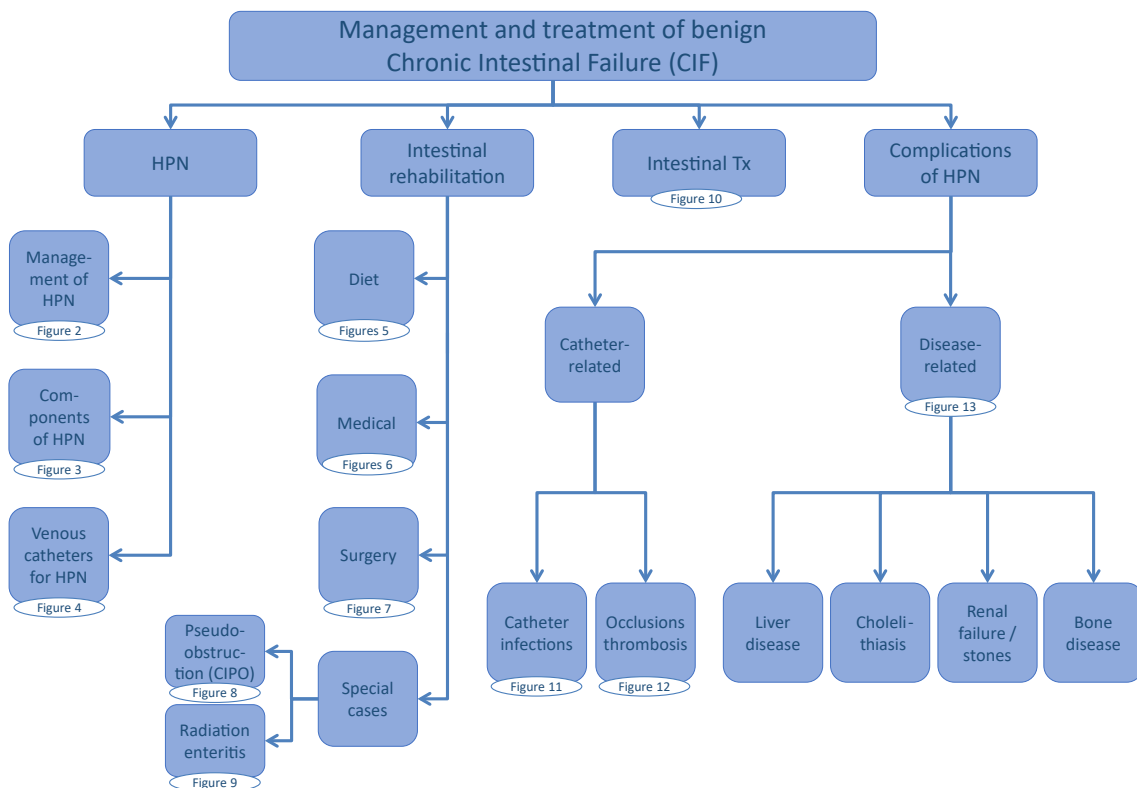 Management and treatment of benign
Chronic Intestinal Failure (CIF)
HPN
Intestinal
rehabilitation
Intestinal Tx
Figure 10
Complications
of HPN
Manage-
ment of
HPN
Figure 2
Com-
ponents
of HPN
Figure 3
Venous
catheters
for HPN
Figure 4
Diet
Figures 5
Medical
Figures 6
Surgery
Figure 7
Special
cases
Pseudo-
obstruc-
tion (CIPO)
Figure 8
Radiation
enteritis
Figure 9
Catheter-
related
Disease-
related
Figure 13
Catheter
infections
Figure 11
Occlusions
thrombosis
Figure 12
Liver
disease
Choleli-
thiasis
Renal
failure /
stones
Bone
disease